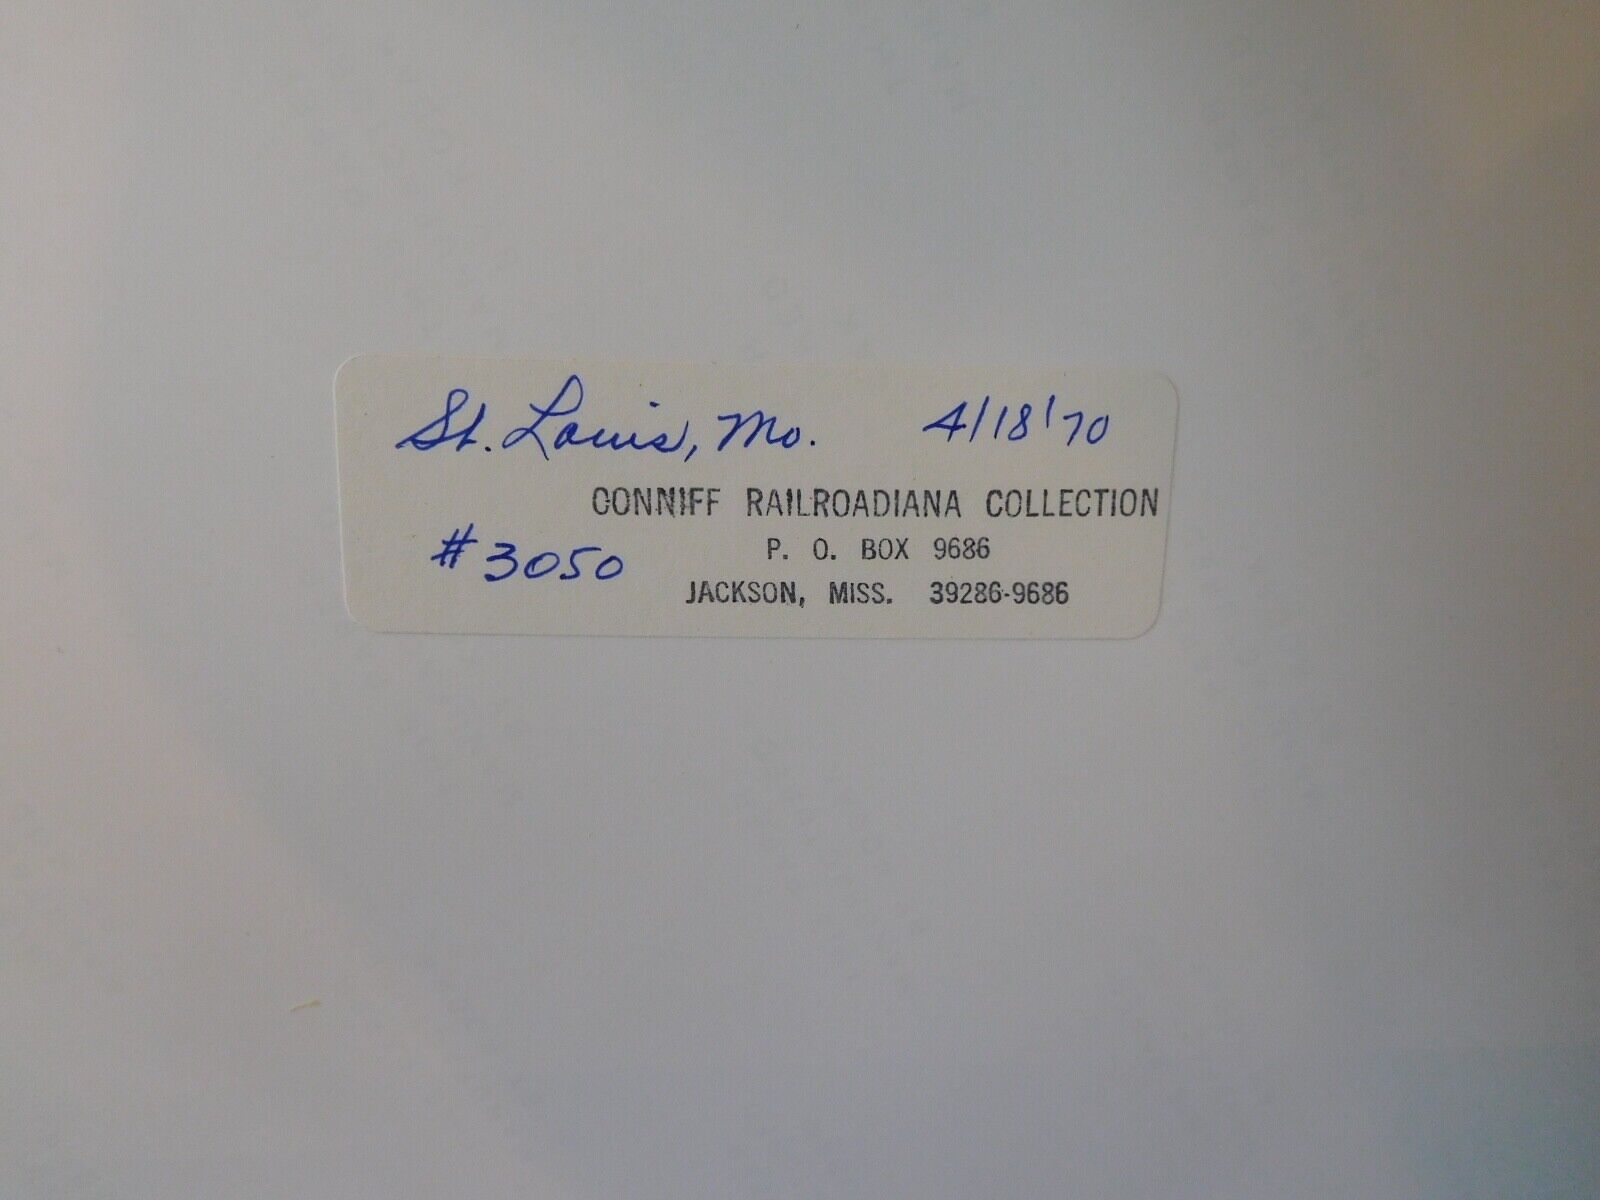 St. Louis, Mo. 4/18/70
CONNIFF RAILROADIANA COLLECTION
#3050 P. O. BOX 9686
JACKSON, MISS. 39286-9686